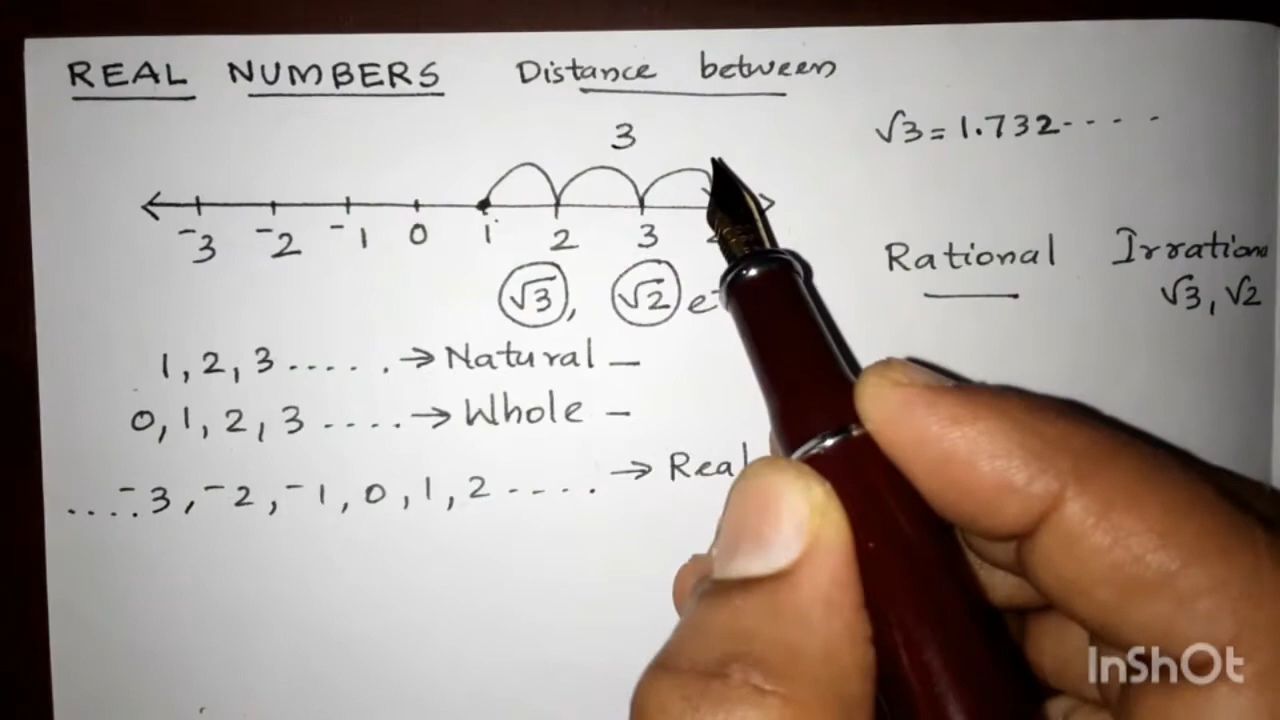 REAL NUMBERS Distance between
3
√3 = 1.732 - - - -
-3 -2 -1 0 1 2 3
Rational Irrationa
√3, √2
√3, √2
1, 2, 3 ..... → Natural –
0, 1, 2, 3 .... → Whole –
....-3, -2, -1, 0, 1, 2 - - - - . → Real
InShOt